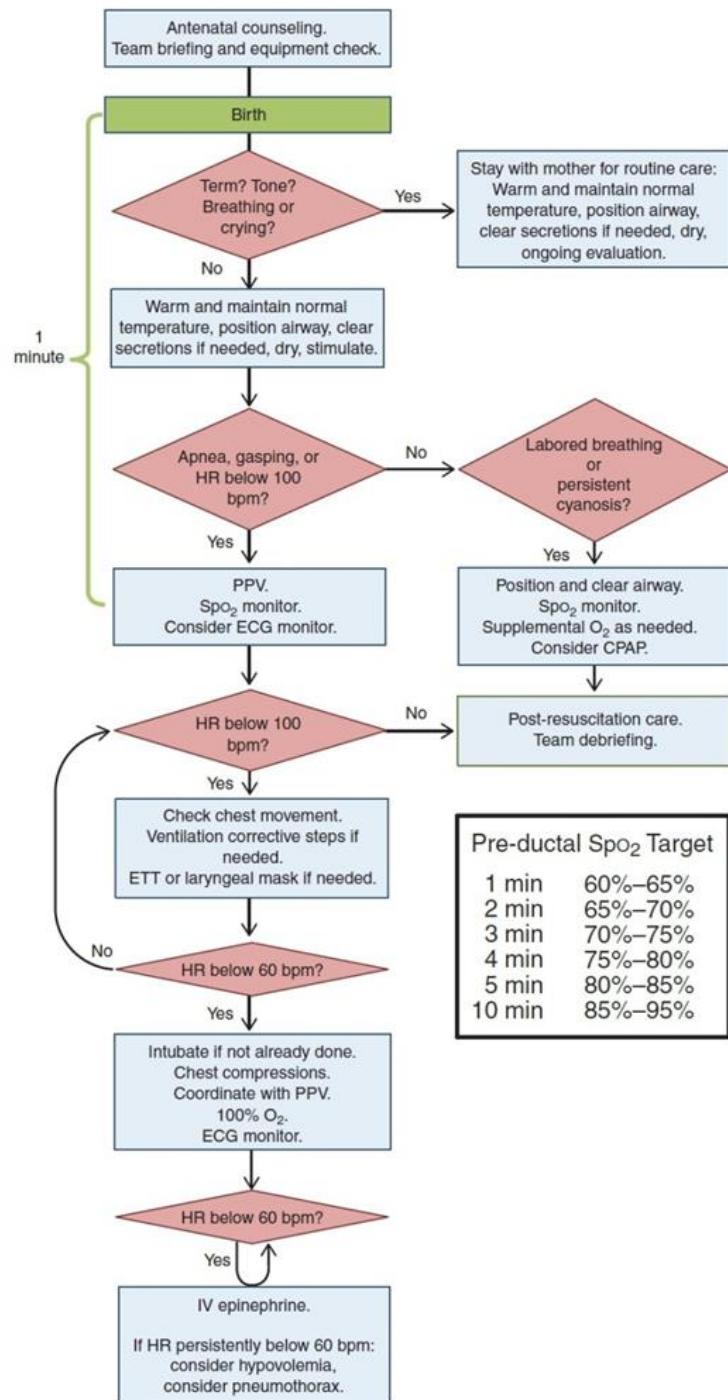 Antenatal counseling.
Team briefing and equipment check.
Birth
Term? Tone?
Breathing or
crying?
Yes
Stay with mother for routine care:
Warm and maintain normal
temperature, position airway,
clear secretions if needed, dry,
ongoing evaluation.
No
Warm and maintain normal
temperature, position airway, clear
secretions if needed, dry, stimulate.
1
minute
Apnea, gasping, or
HR below 100
bpm?
No
Labored breathing
or
persistent
cyanosis?
Yes
Yes
PPV.
SpO₂ monitor.
Consider ECG monitor.
Position and clear airway.
SpO₂ monitor.
Supplemental O₂ as needed.
Consider CPAP.
HR below 100
bpm?
No
Post-resuscitation care.
Team debriefing.
Yes
Check chest movement.
Ventilation corrective steps if
needed.
ETT or laryngeal mask if needed.
No
HR below 60 bpm?
Yes
Intubate if not already done.
Chest compressions.
Coordinate with PPV.
100% O₂.
ECG monitor.
HR below 60 bpm?
Yes
IV epinephrine.
If HR persistently below 60 bpm:
consider hypovolemia,
consider pneumothorax.
Pre-ductal SpO₂ Target
1 min 60%–65%
2 min 65%–70%
3 min 70%–75%
4 min 75%–80%
5 min 80%–85%
10 min 85%–95%